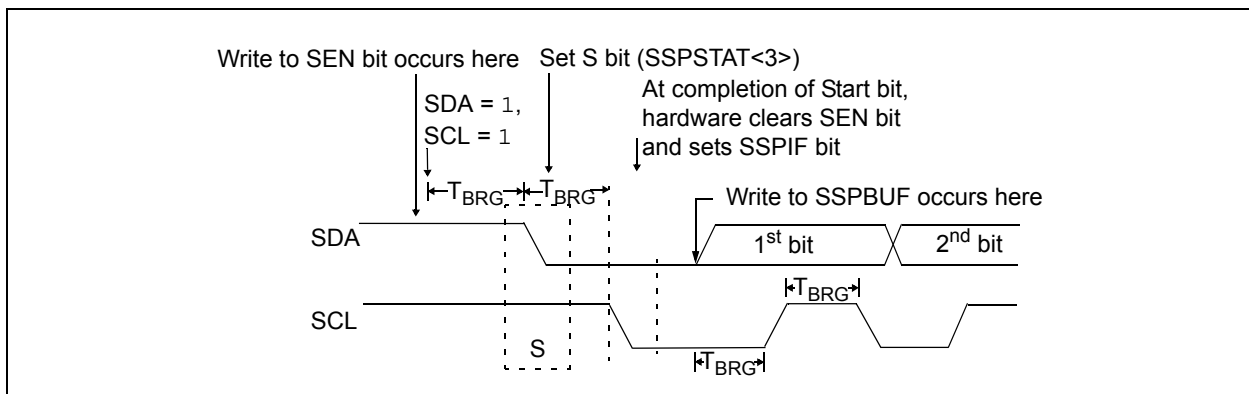 Write to SEN bit occurs here
Set S bit (SSPSTAT<3>)
SDA = 1,
SCL = 1
At completion of Start bit,
hardware clears SEN bit
and sets SSPIF bit
TBRG
TBRG
Write to SSPBUF occurs here
SDA
1st bit
2nd bit
TBRG
SCL
S
TBRG